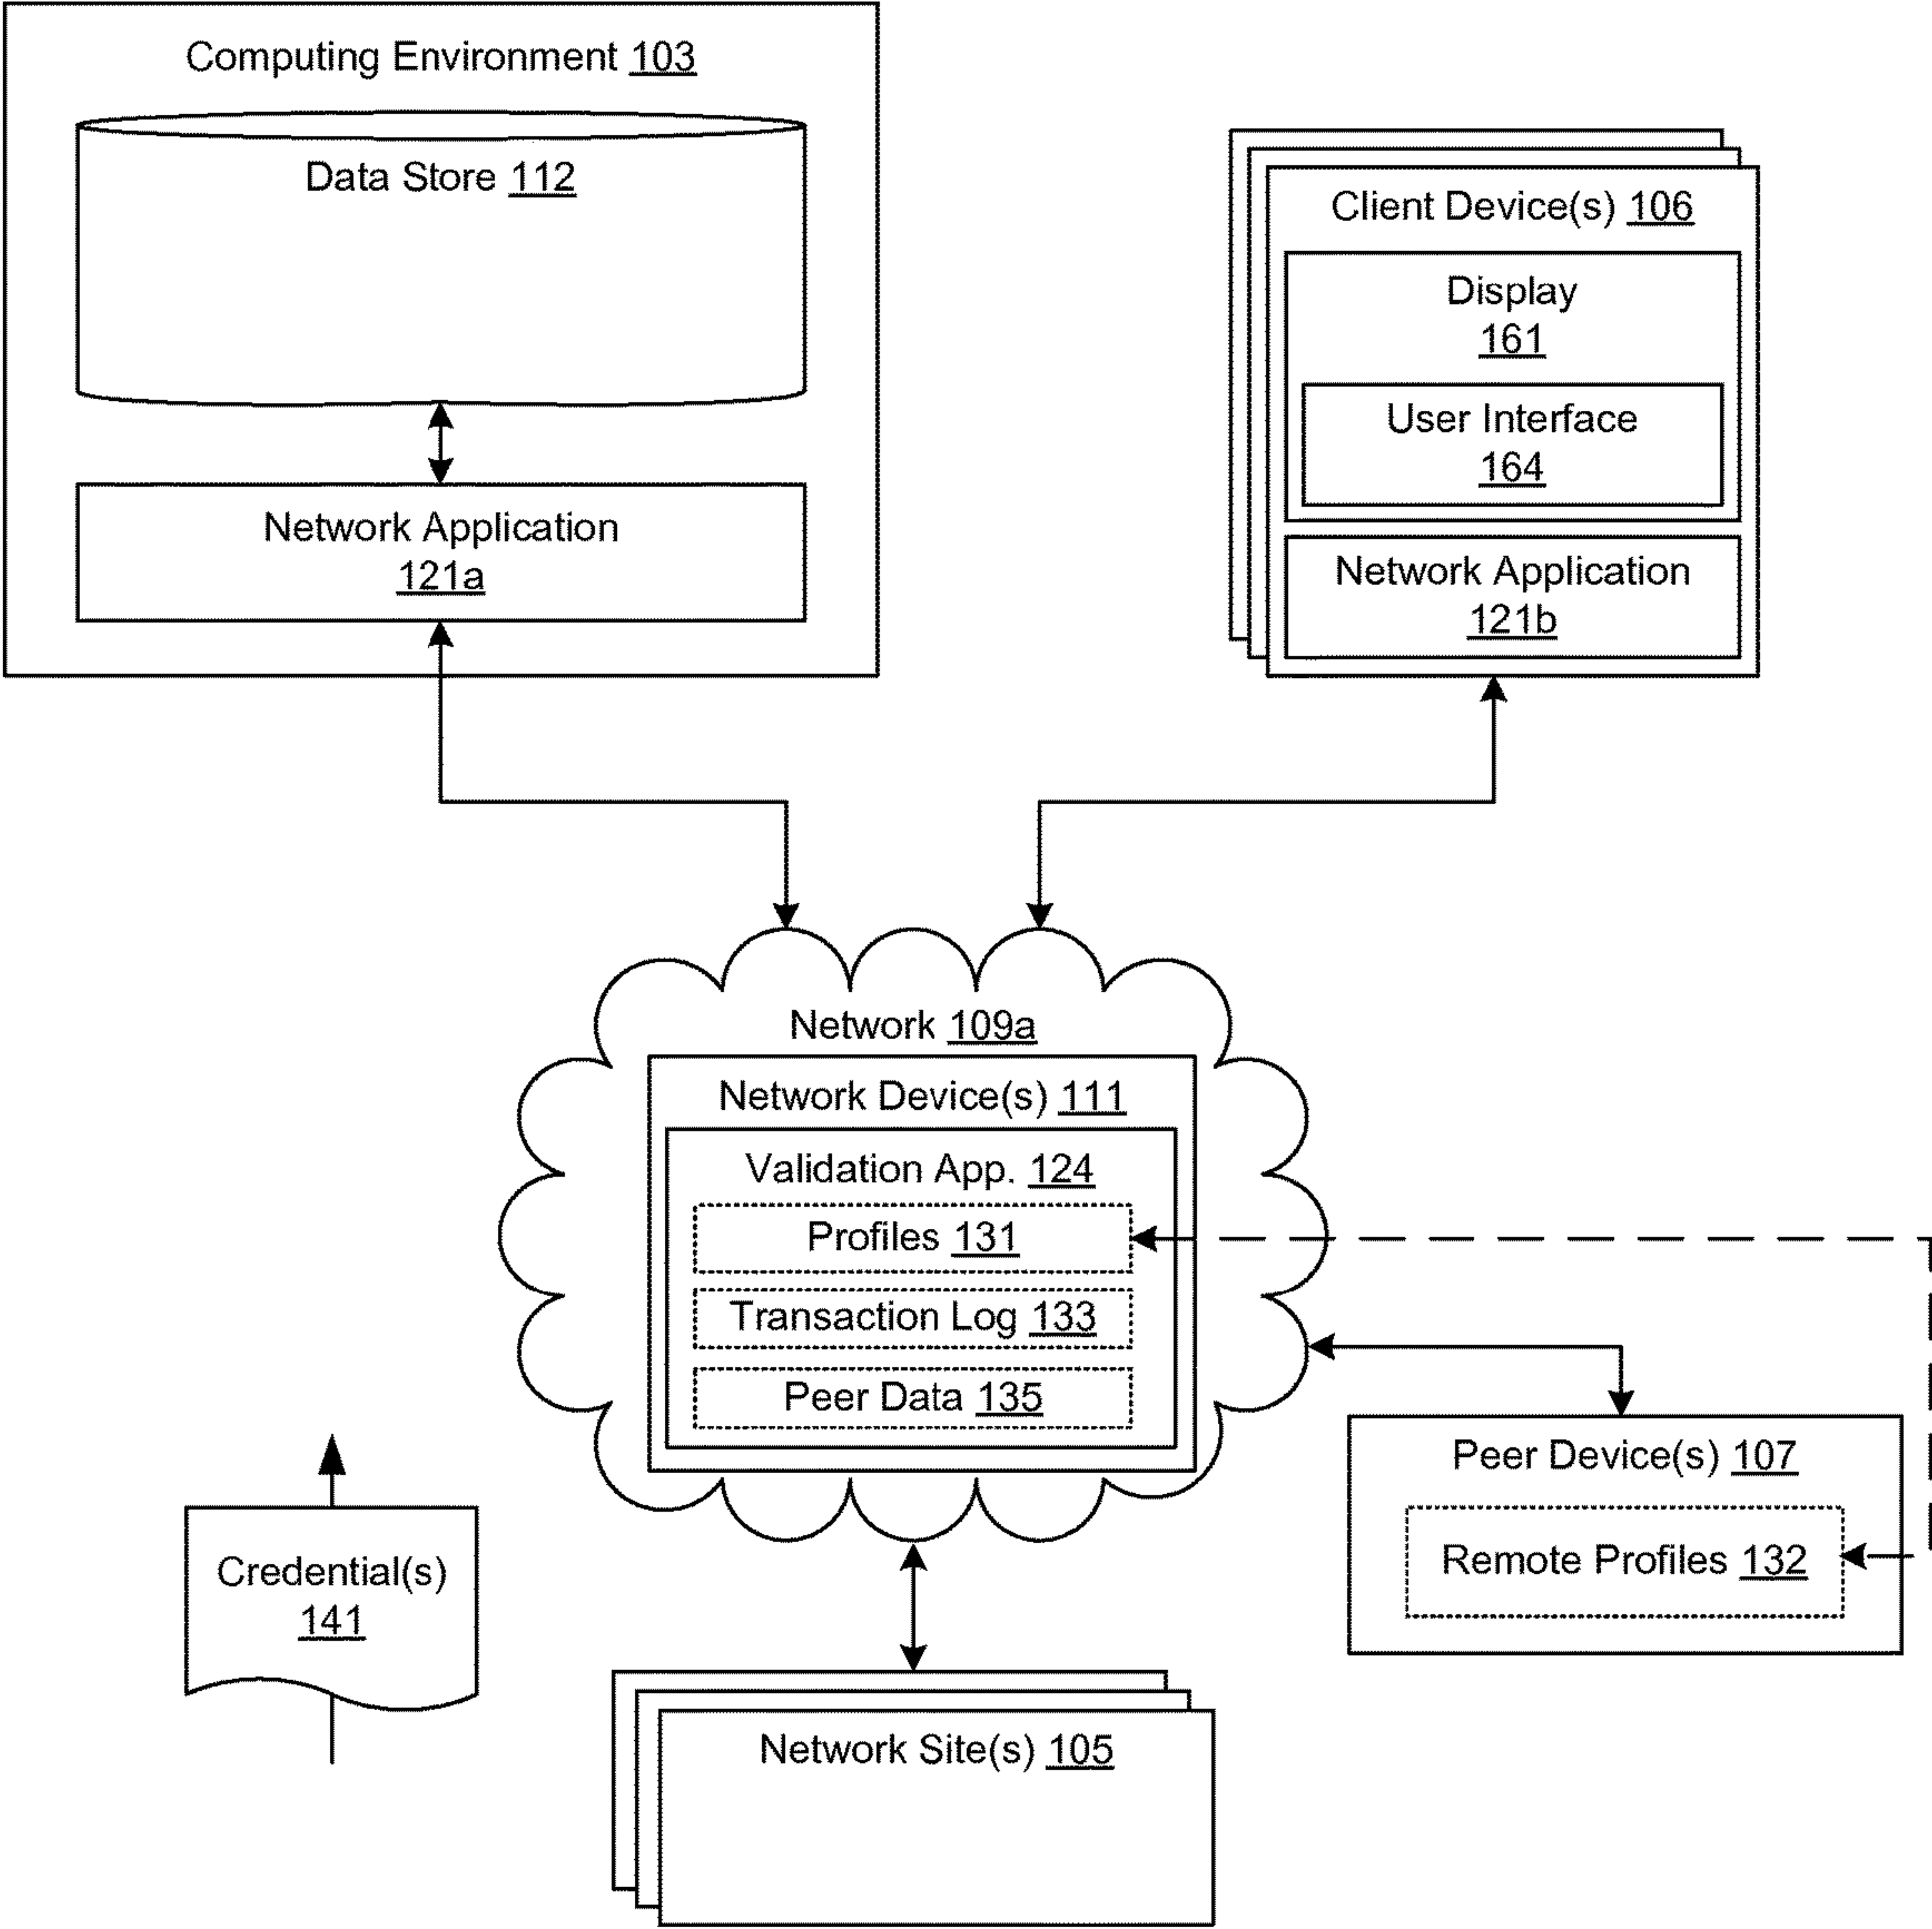 Computing Environment 103
Data Store 112
Network Application
121a
Client Device(s) 106
Display
161
User Interface
164
Network Application
121b
Network 109a
Network Device(s) 111
Validation App. 124
Profiles 131
Transaction Log 133
Peer Data 135
Peer Device(s) 107
Remote Profiles 132
Credential(s)
141
Network Site(s) 105